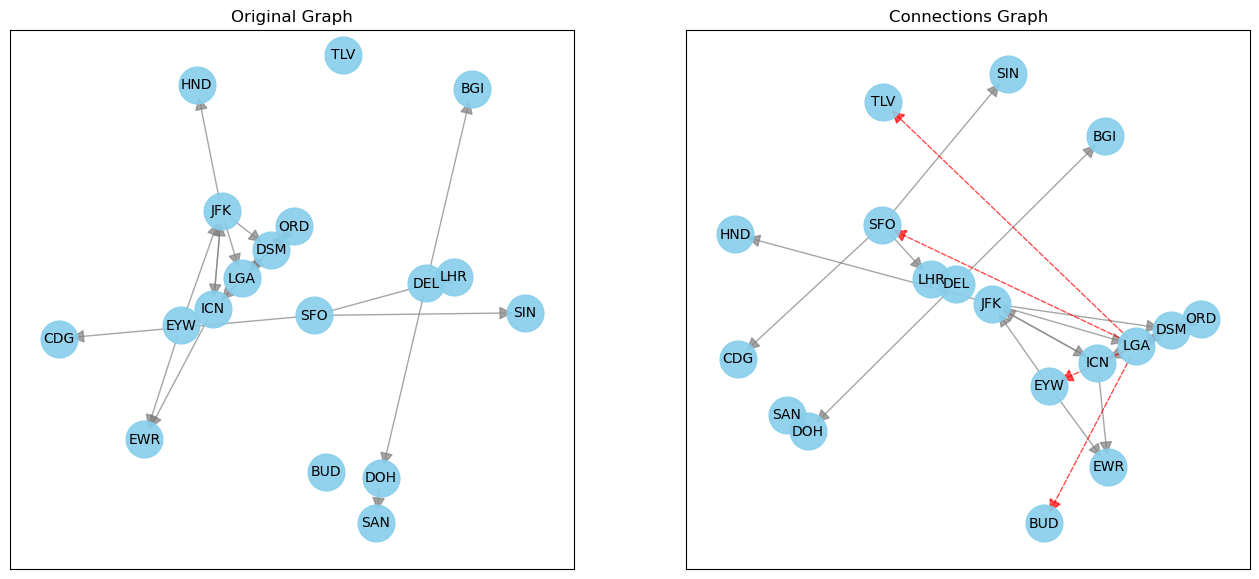 Original Graph
TLV
HND
BGI
JFK
ORD
DSM
LGA
LHR
DEL
ICN
SFO
SIN
EYW
CDG
EWR
BUD
DOH
SAN
Connections Graph
SIN
TLV
BGI
SFO
HND
LHR
DEL
JFK
ORD
DSM
LGA
CDG
ICN
EYW
SAN
DOH
EWR
BUD